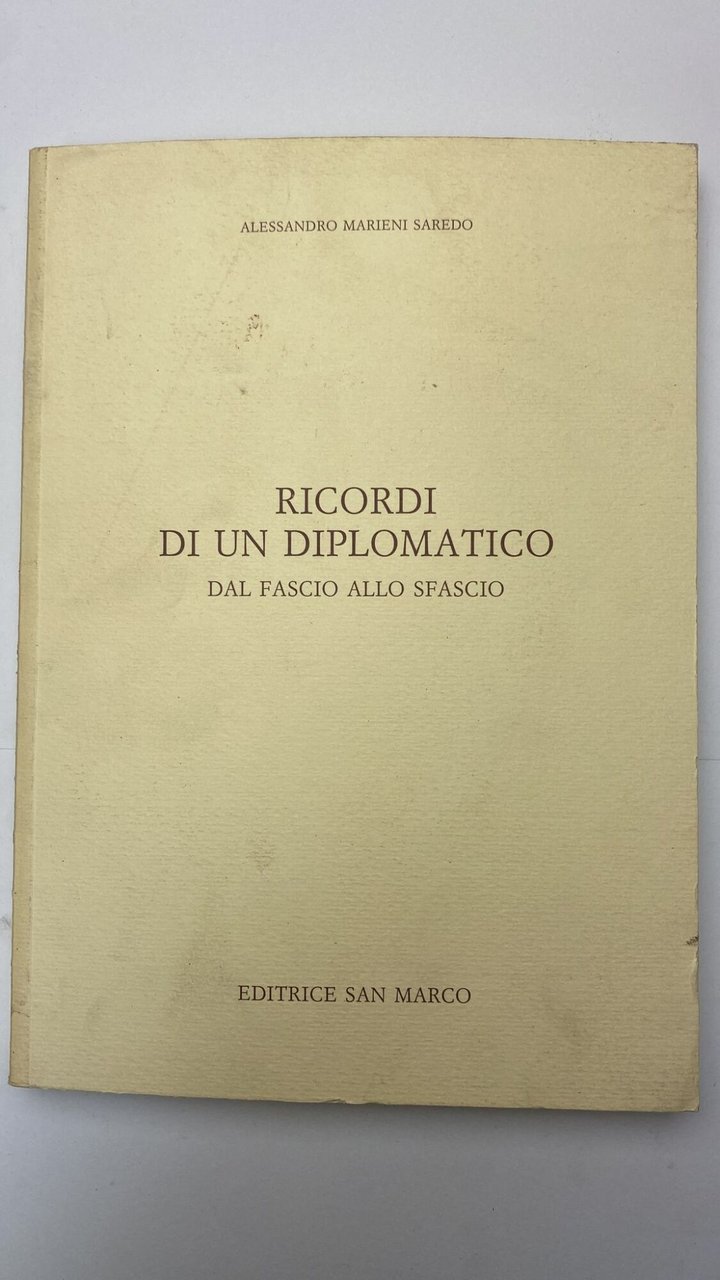 ALESSANDRO MARIENI SAREDO
RICORDI
DI UN DIPLOMATICO
DAL FASCIO ALLO SFASCIO
EDITRICE SAN MARCO